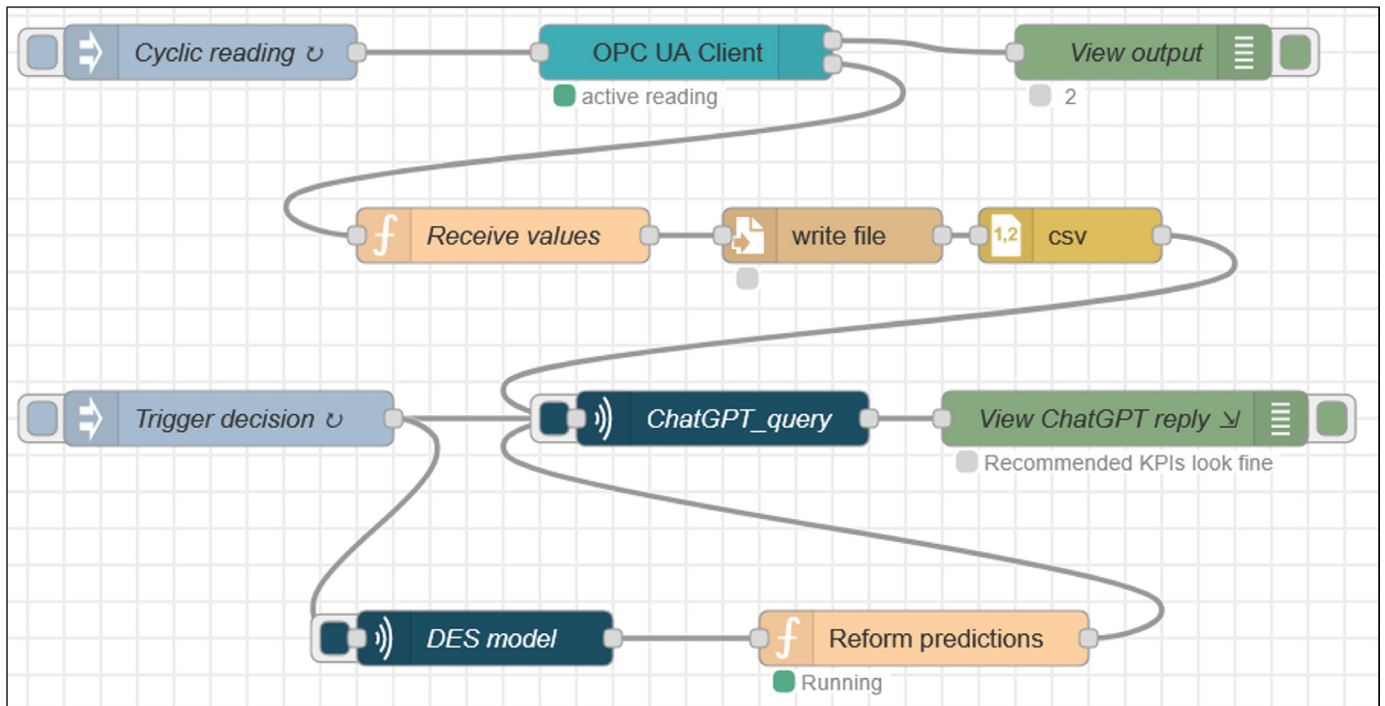 Cyclic reading ↻
OPC UA Client
View output
active reading
2
Receive values
write file
1,2
csv
Trigger decision ↻
ChatGPT_query
View ChatGPT reply ⇲
Recommended KPIs look fine
DES model
Reform predictions
Running